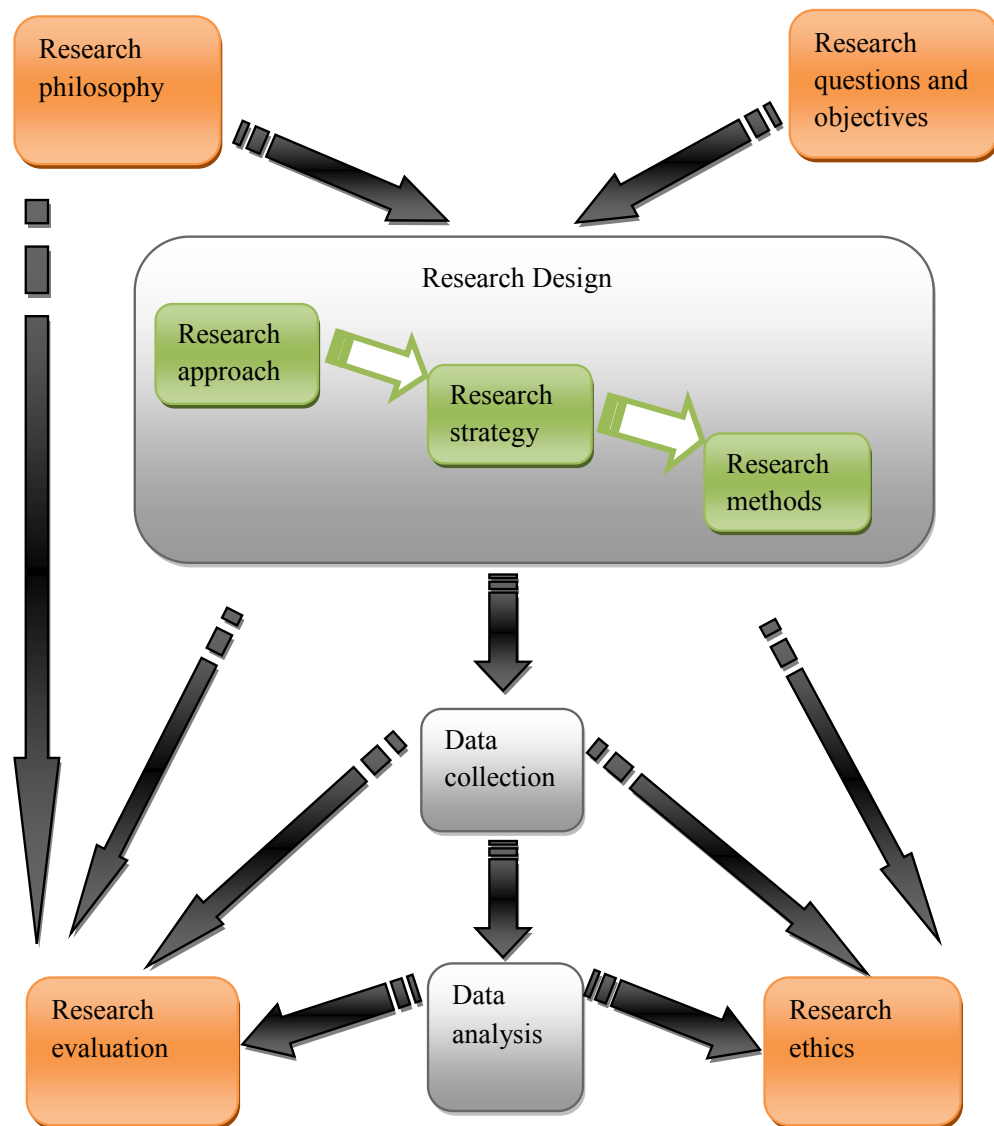 Research
philosophy
Research
questions and
objectives
Research Design
Research
approach
Research
strategy
Research
methods
Data
collection
Research
evaluation
Data
analysis
Research
ethics